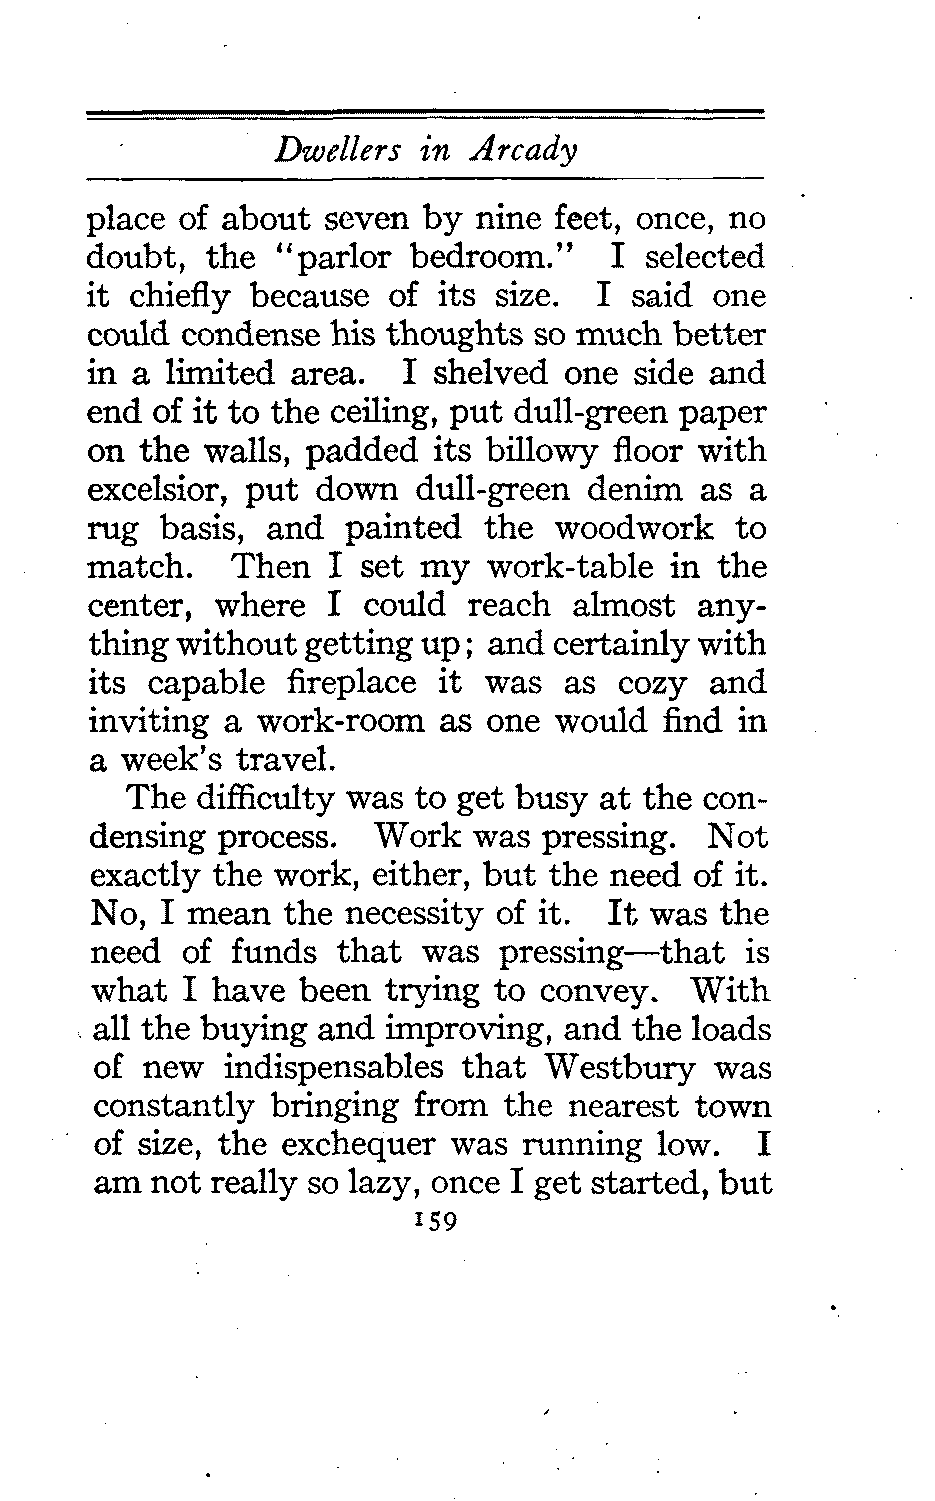 Dwellers in Arcady
place of about seven by nine feet, once, no
doubt, the "parlor bedroom." I selected
it chiefly because of its size. I said one
could condense his thoughts so much better
in a limited area. I shelved one side and
end of it to the ceiling, put dull-green paper
on the walls, padded its billowy floor with
excelsior, put down dull-green denim as a
rug basis, and painted the woodwork to
match. Then I set my work-table in the
center, where I could reach almost any-
thing without getting up; and certainly with
its capable fireplace it was as cozy and
inviting a work-room as one would find in
a week's travel.
The difficulty was to get busy at the con-
densing process. Work was pressing. Not
exactly the work, either, but the need of it.
No, I mean the necessity of it. It was the
need of funds that was pressing—that is
what I have been trying to convey. With
all the buying and improving, and the loads
of new indispensables that Westbury was
constantly bringing from the nearest town
of size, the exchequer was running low. I
am not really so lazy, once I get started, but
159